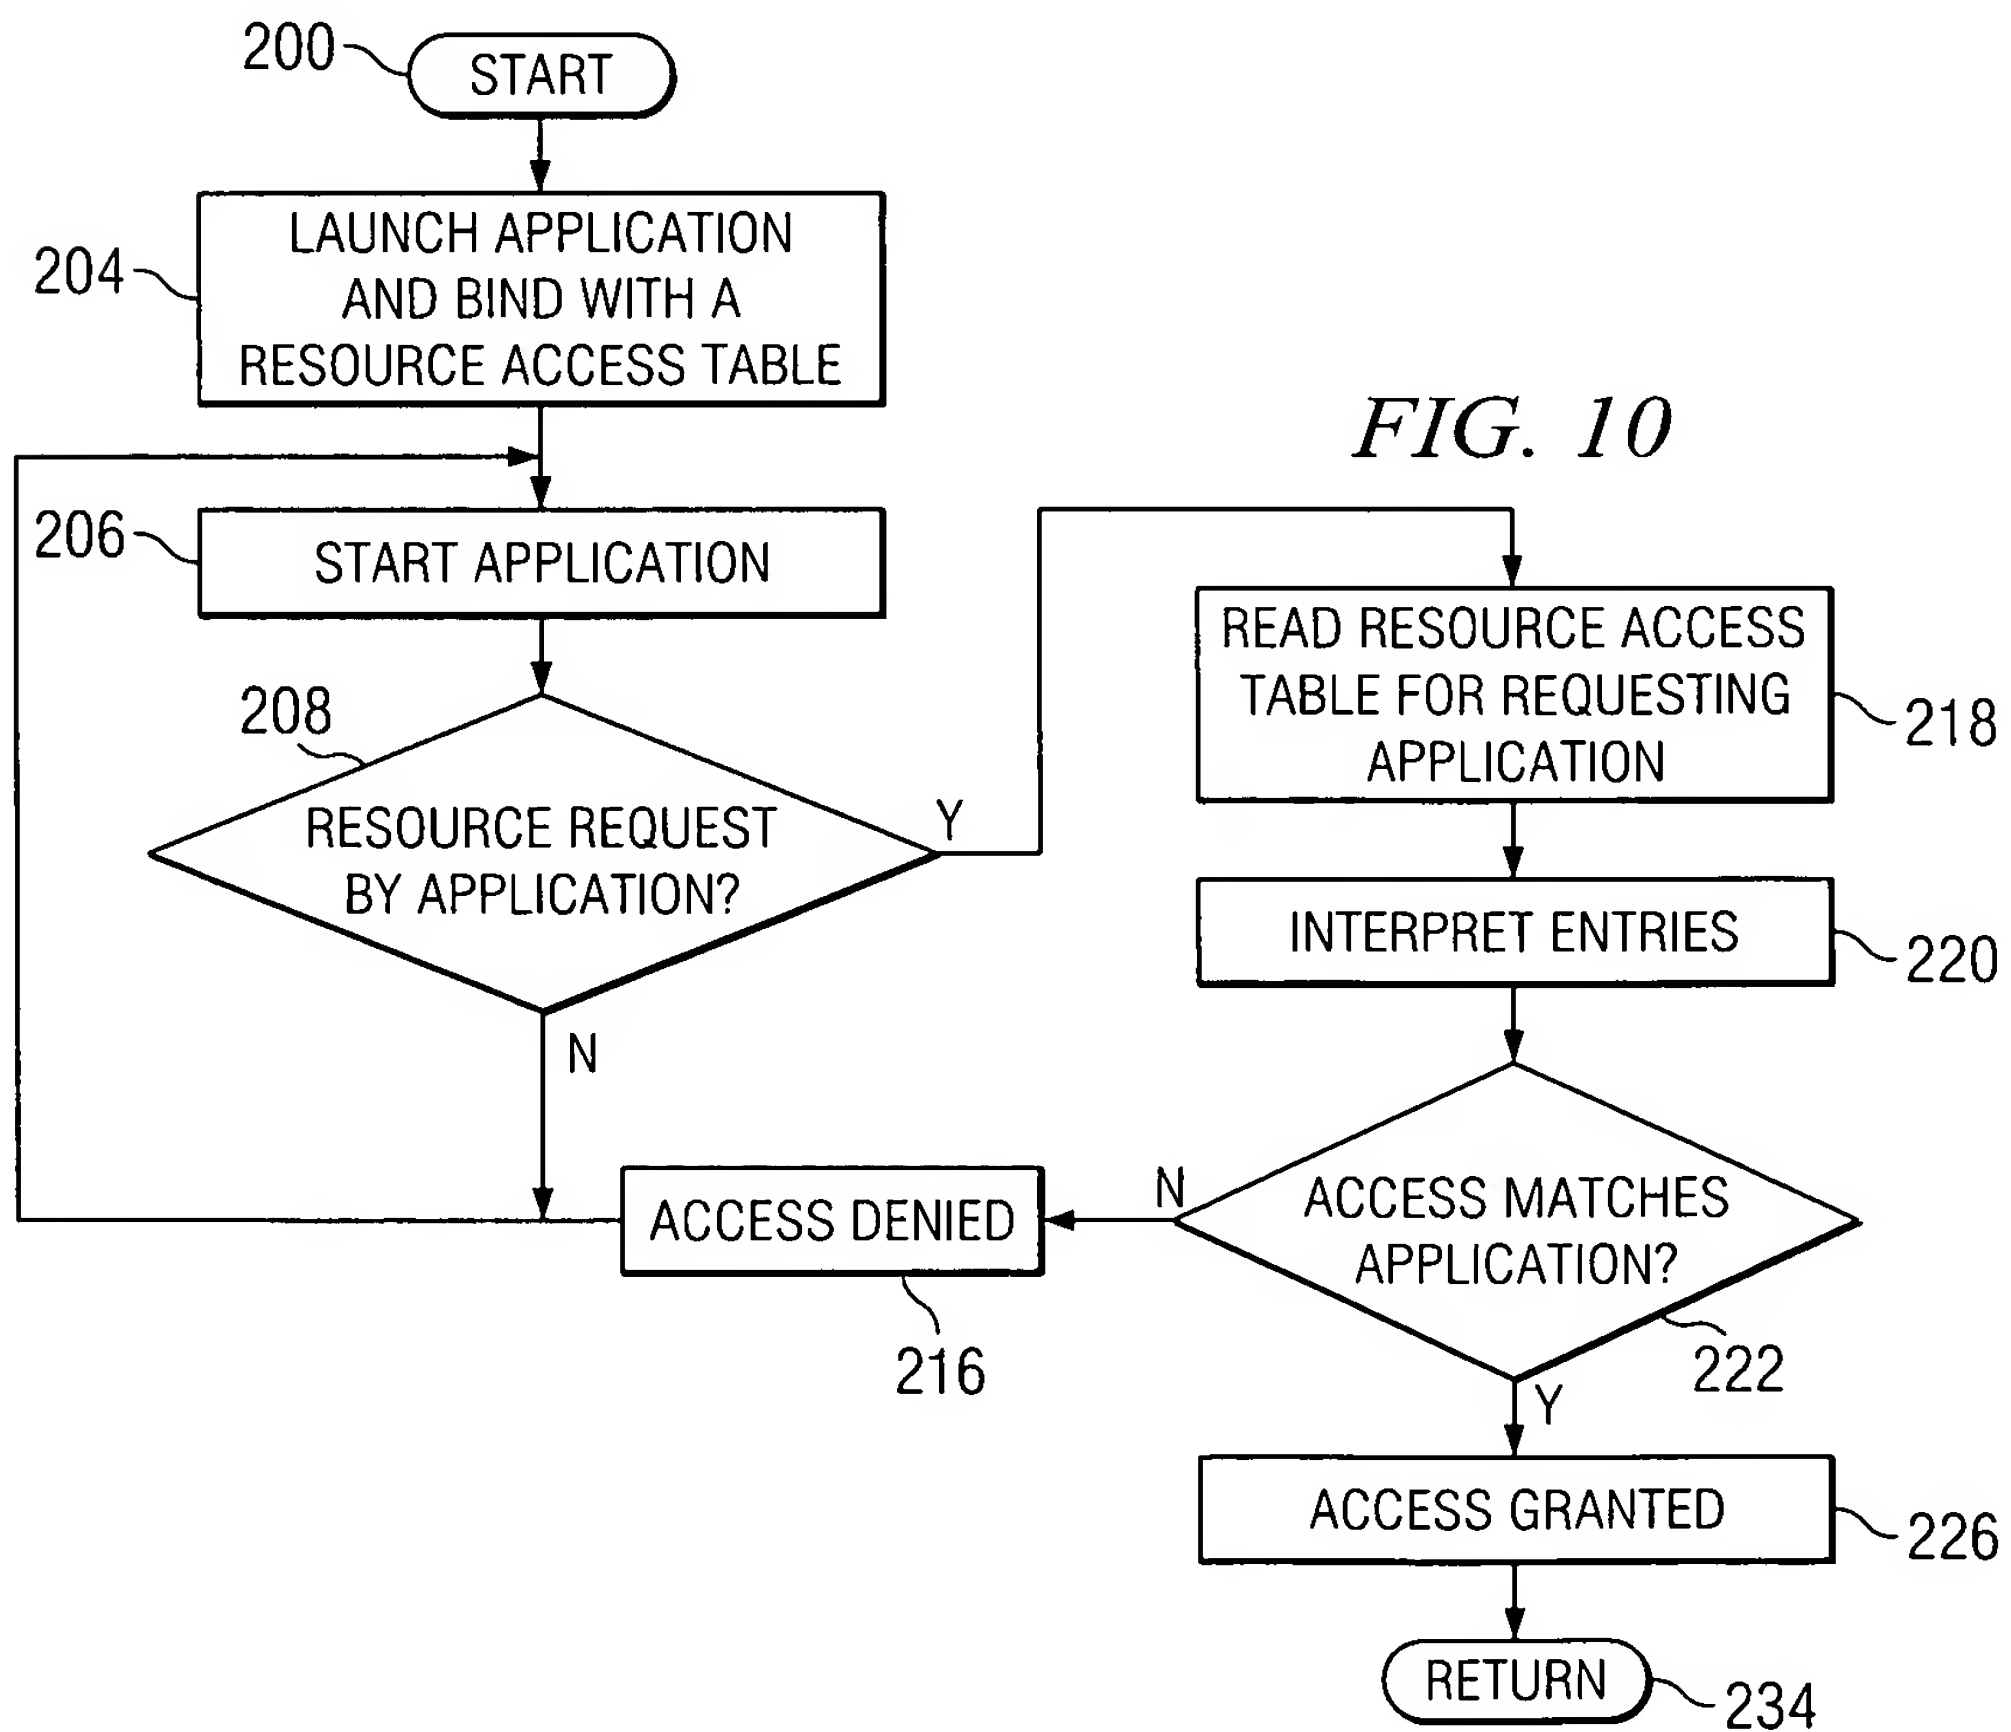 200
START
204
LAUNCH APPLICATION
AND BIND WITH A
RESOURCE ACCESS TABLE
FIG. 10
206
START APPLICATION
208
RESOURCE REQUEST
BY APPLICATION?
Y
N
READ RESOURCE ACCESS
TABLE FOR REQUESTING
APPLICATION
218
INTERPRET ENTRIES
220
ACCESS MATCHES
APPLICATION?
222
N
ACCESS DENIED
216
Y
ACCESS GRANTED
226
RETURN
234